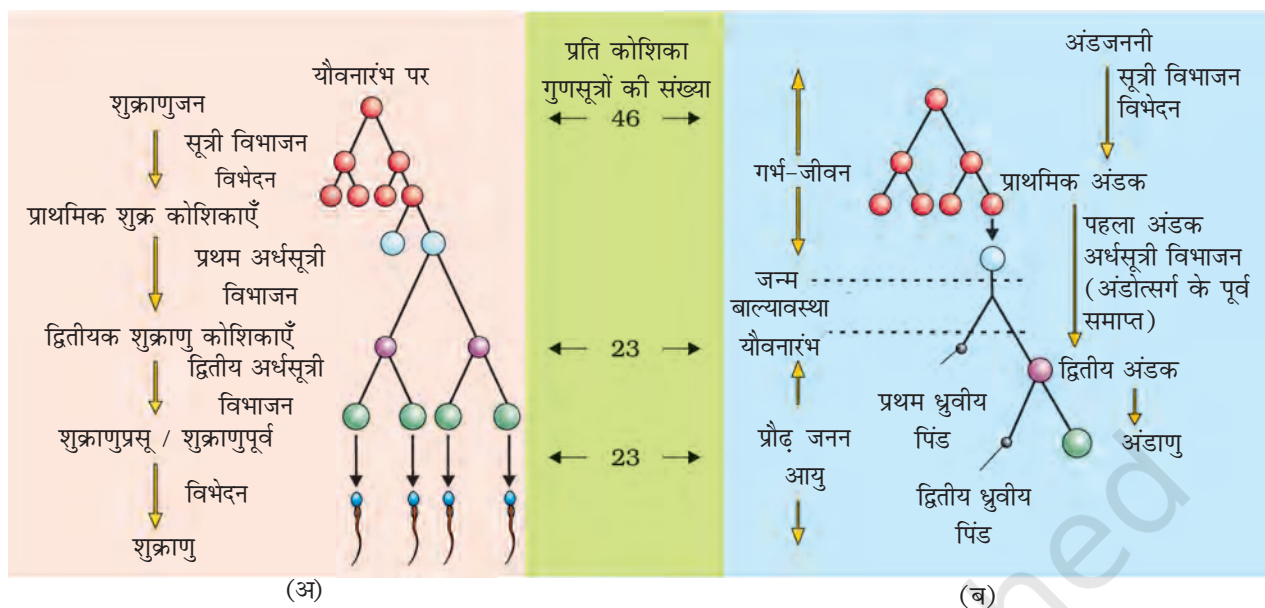 यौवनारंभ पर
शुक्राणुजन
सूत्री विभाजन
विभेदन
प्राथमिक शुक्र कोशिकाएँ
प्रथम अर्धसूत्री
विभाजन
द्वितीयक शुक्राणु कोशिकाएँ
द्वितीय अर्धसूत्री
विभाजन
शुक्राणुप्रसू / शुक्राणुपूर्व
विभेदन
शुक्राणु
(अ)
प्रति कोशिका
गुणसूत्रों की संख्या
46
23
23
गर्भ-जीवन
जन्म
बाल्यावस्था
यौवनारंभ
प्रौढ़ जनन
आयु
प्रथम ध्रुवीय
पिंड
द्वितीय ध्रुवीय
पिंड
अंडजननी
सूत्री विभाजन
विभेदन
प्राथमिक अंडक
पहला अंडक
अर्धसूत्री विभाजन
(अंडोत्सर्ग के पूर्व
समाप्त)
द्वितीय अंडक
अंडाणु
(ब)